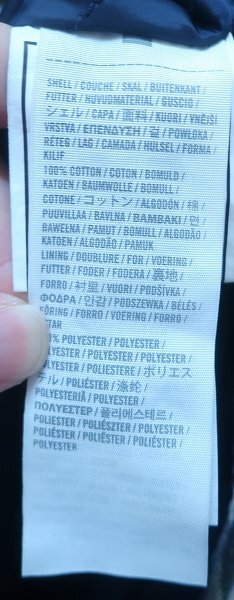 SHELL / COUCHE / SKAL / BUITENKANT /
FUTTER / HUVUDMATERIAL / GUSCIO /
シェル / CAPA / 面料 / KUORI / VNĚJŠÍ
VRSTVA / ΕΠΕΝΔΥΣΗ / 겉 / POWŁOKA /
RÉTEG / LAG / CAMADA / HÜLSEL / FORMA /
KILIF
100% COTTON / COTON / BOMULD /
KATOEN / BAUMWOLLE / BOMULL /
COTONE / コットン / ALGODÓN / 棉 /
PUUVILLAA / BAVLNA / ΒΑΜΒΑΚΙ / 면 /
BAWEŁNA / PAMUT / BOMULL / ALGODÃO /
KATOEN / ALGODÃO / PAMUK
LINING / DOUBLURE / FOR / VOERING /
FUTTER / FODER / FODERA / 裏地 /
FORRO / 衬里 / VUORI / PODŠÍVKA /
ΦΟΔΡΑ / 안감 / PODSZEWKA / BÉLÉS /
FÔRING / FORRO / VOERING / FORRO /
ASTAR
100% POLYESTER / POLYESTER /
POLYESTER / POLYESTER / POLYESTER /
POLYESTER / POLIESTERE / ポリエス
テル / POLIÉSTER / 涤纶 /
POLYESTERIÄ / POLYESTER /
ΠΟΛΥΕΣΤΕΡ / 폴리에스테르 /
POLIESTER / POLIÉSZTER / POLYESTER /
POLIÉSTER / POLYESTER / POLIÉSTER /
POLYESTER